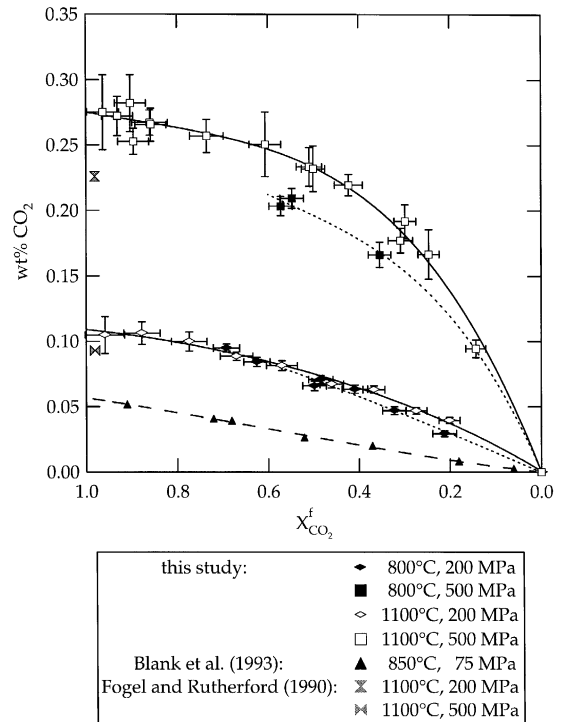 0.35
0.30
0.25
0.20
0.15
0.10
0.05
0.00
wt% CO2
1.0 0.8 0.6 0.4 0.2 0.0
X^f_CO2
this study: 800°C, 200 MPa
800°C, 500 MPa
1100°C, 200 MPa
1100°C, 500 MPa
Blank et al. (1993): 850°C, 75 MPa
Fogel and Rutherford (1990): 1100°C, 200 MPa
1100°C, 500 MPa